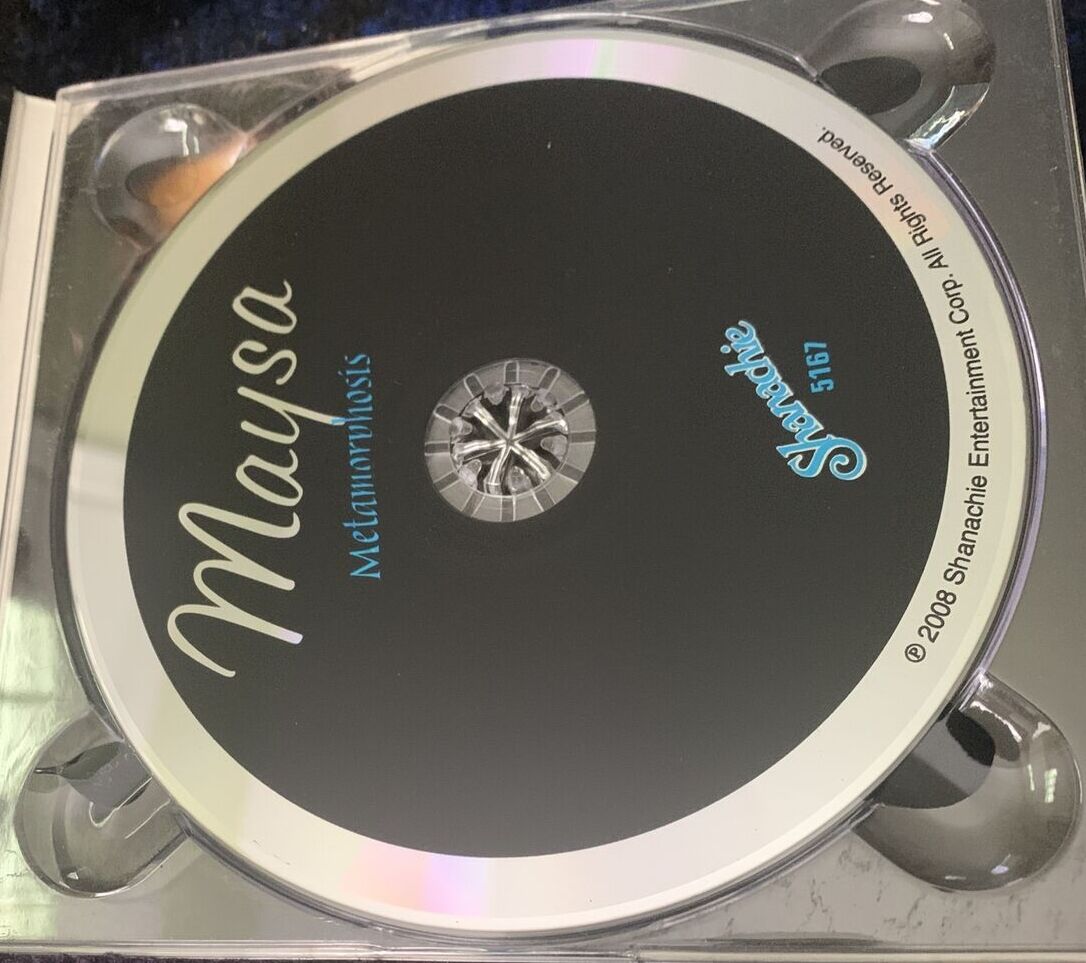 Maysa
Metamorphosis
Shanachie
5167
℗ 2008 Shanachie Entertainment Corp. All Rights Reserved.